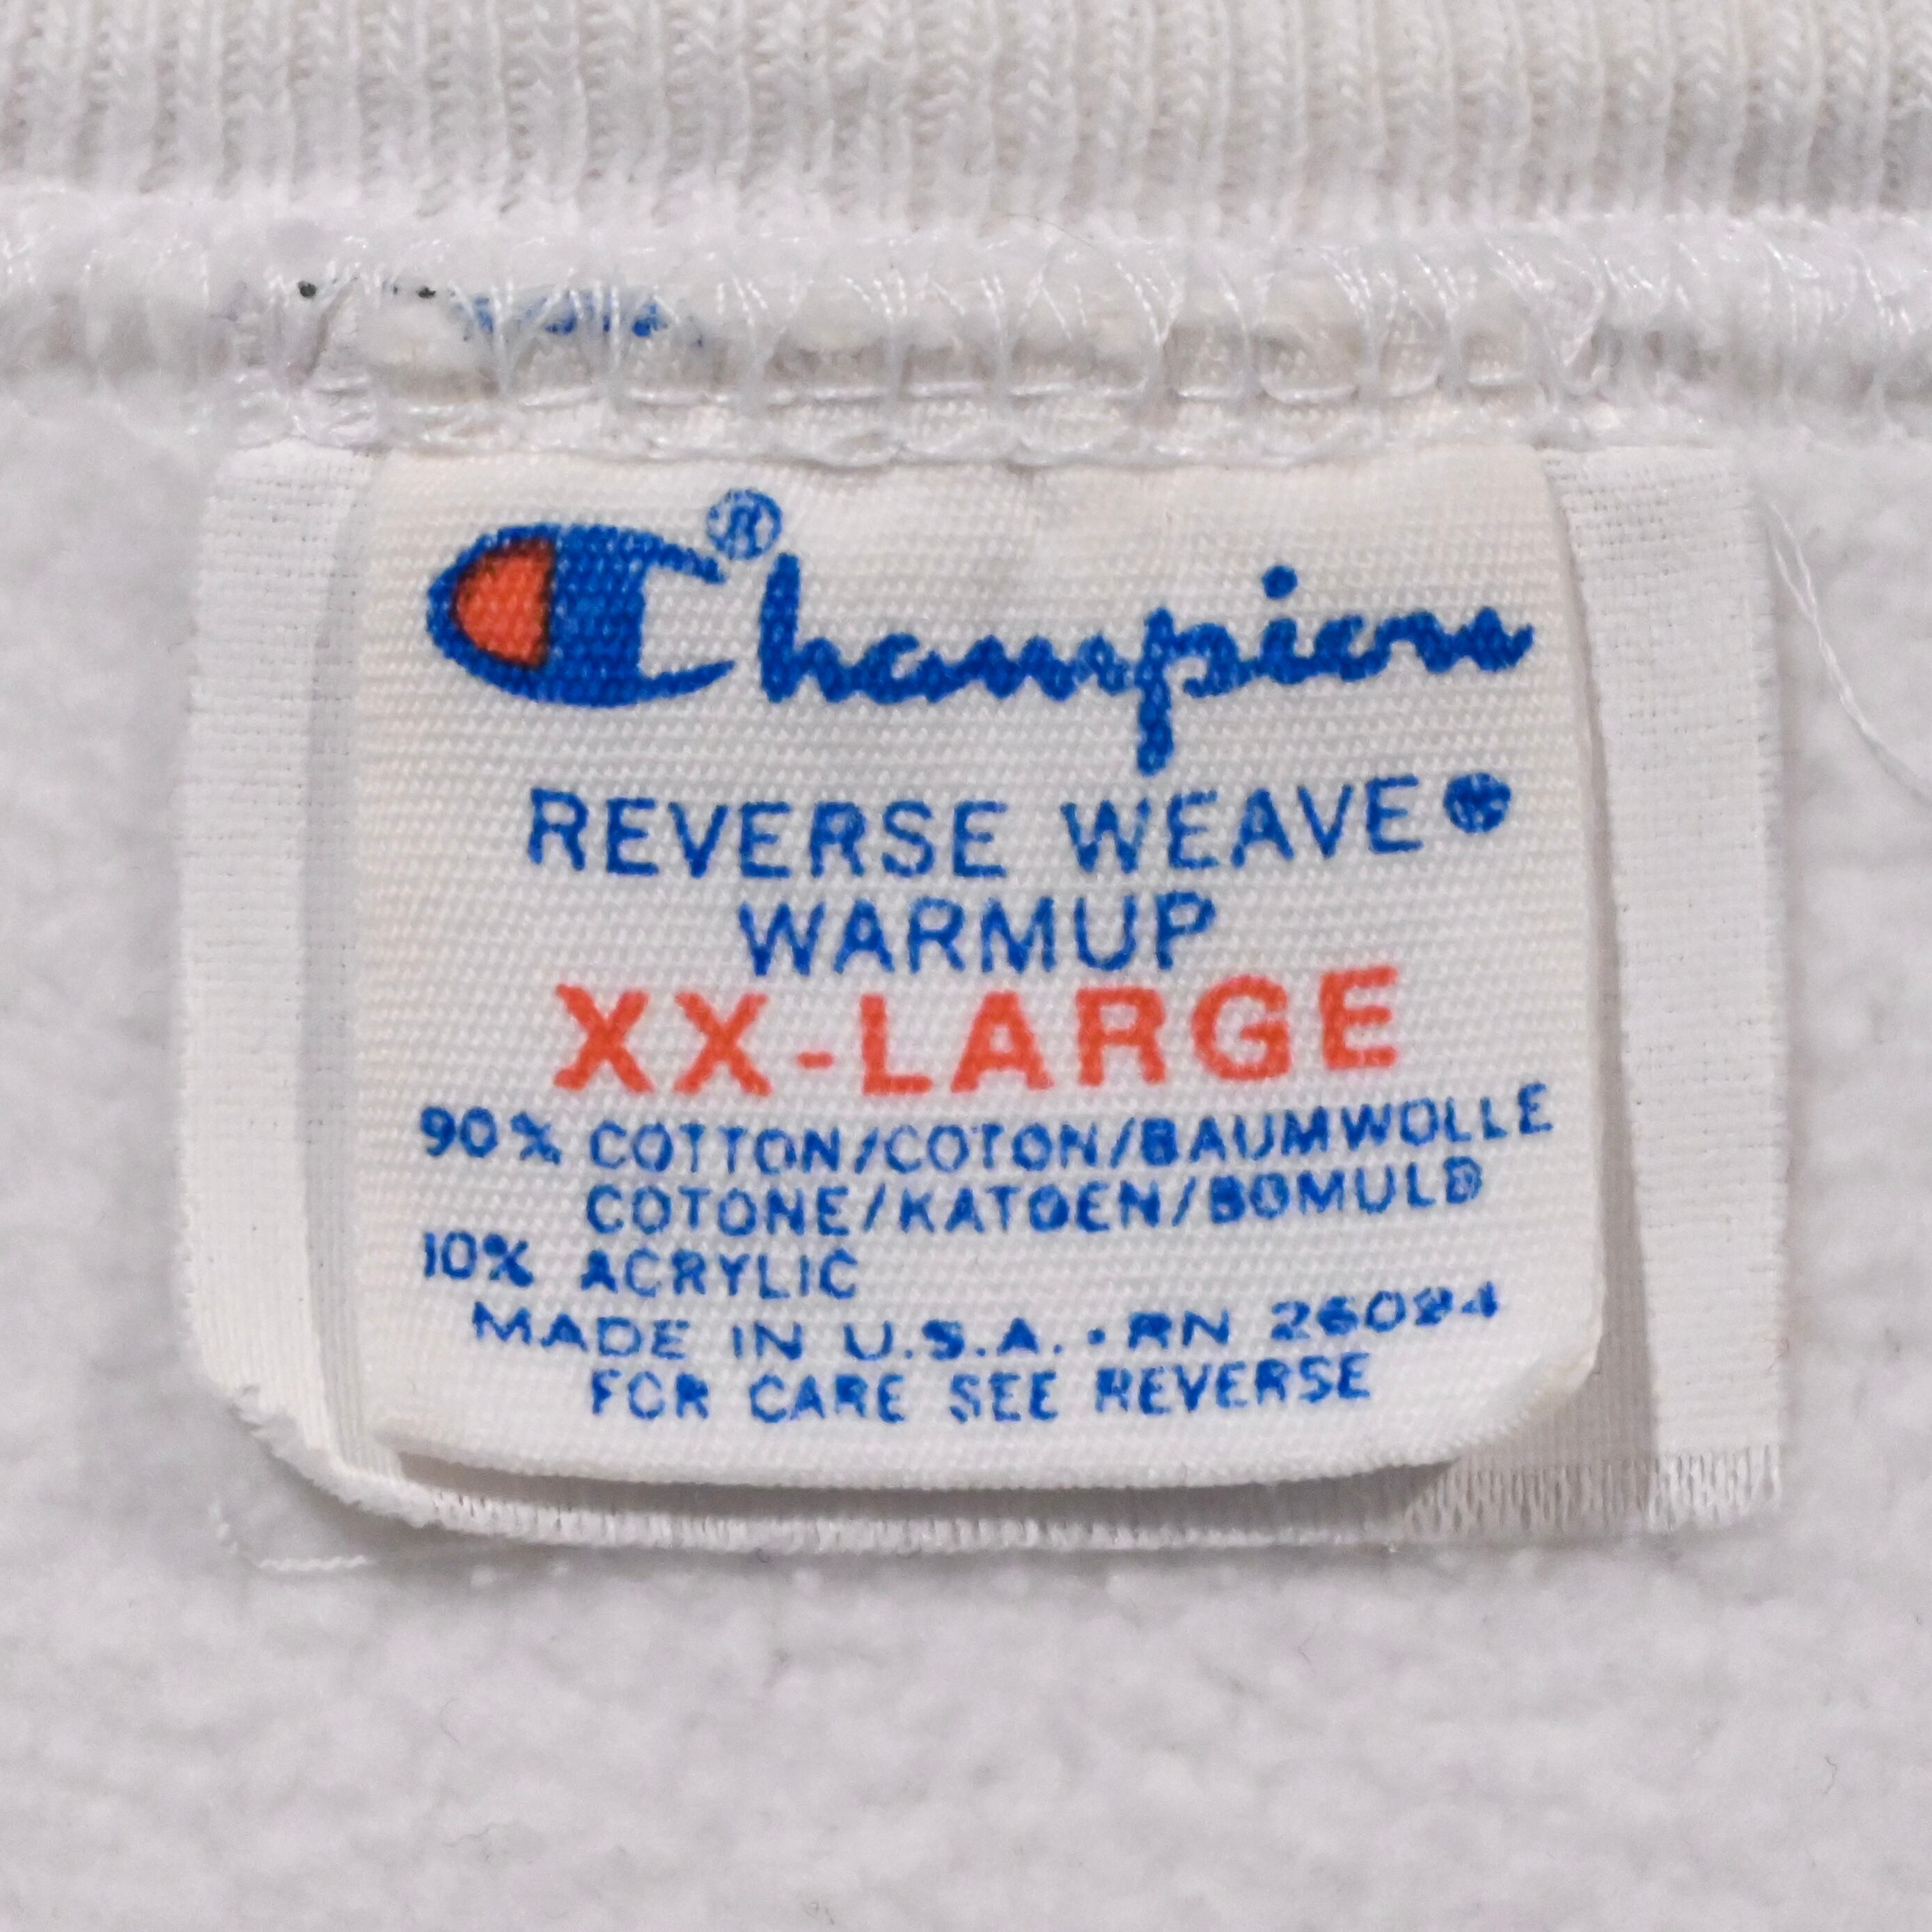 Champion®
REVERSE WEAVE®
WARMUP
XX-LARGE
90% COTTON/COTON/BAUMWOLLE
COTONE/KATOEN/BOMULD
10% ACRYLIC
MADE IN U.S.A. • RN 26094
FOR CARE SEE REVERSE